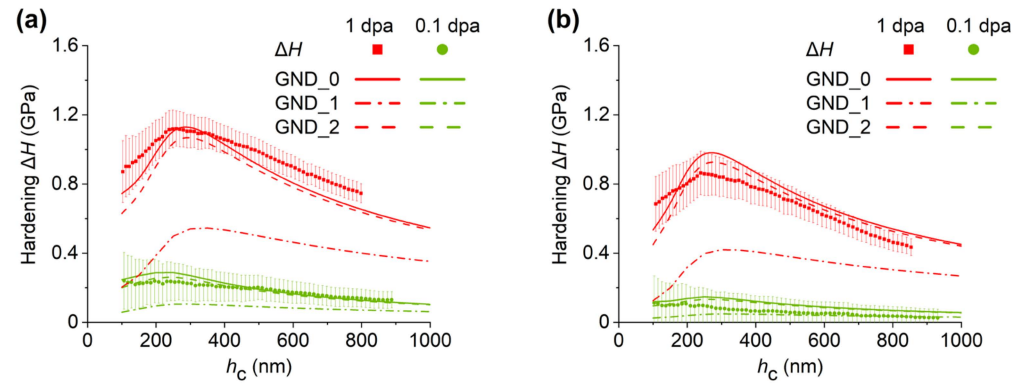 (a)
1 dpa 0.1 dpa
ΔH
GND_0
GND_1
GND_2
Hardening ΔH (GPa)
1.6
1.2
0.8
0.4
0
0 200 400 600 800 1000
hc (nm)
(b)
1 dpa 0.1 dpa
ΔH
GND_0
GND_1
GND_2
Hardening ΔH (GPa)
1.6
1.2
0.8
0.4
0
0 200 400 600 800 1000
hc (nm)